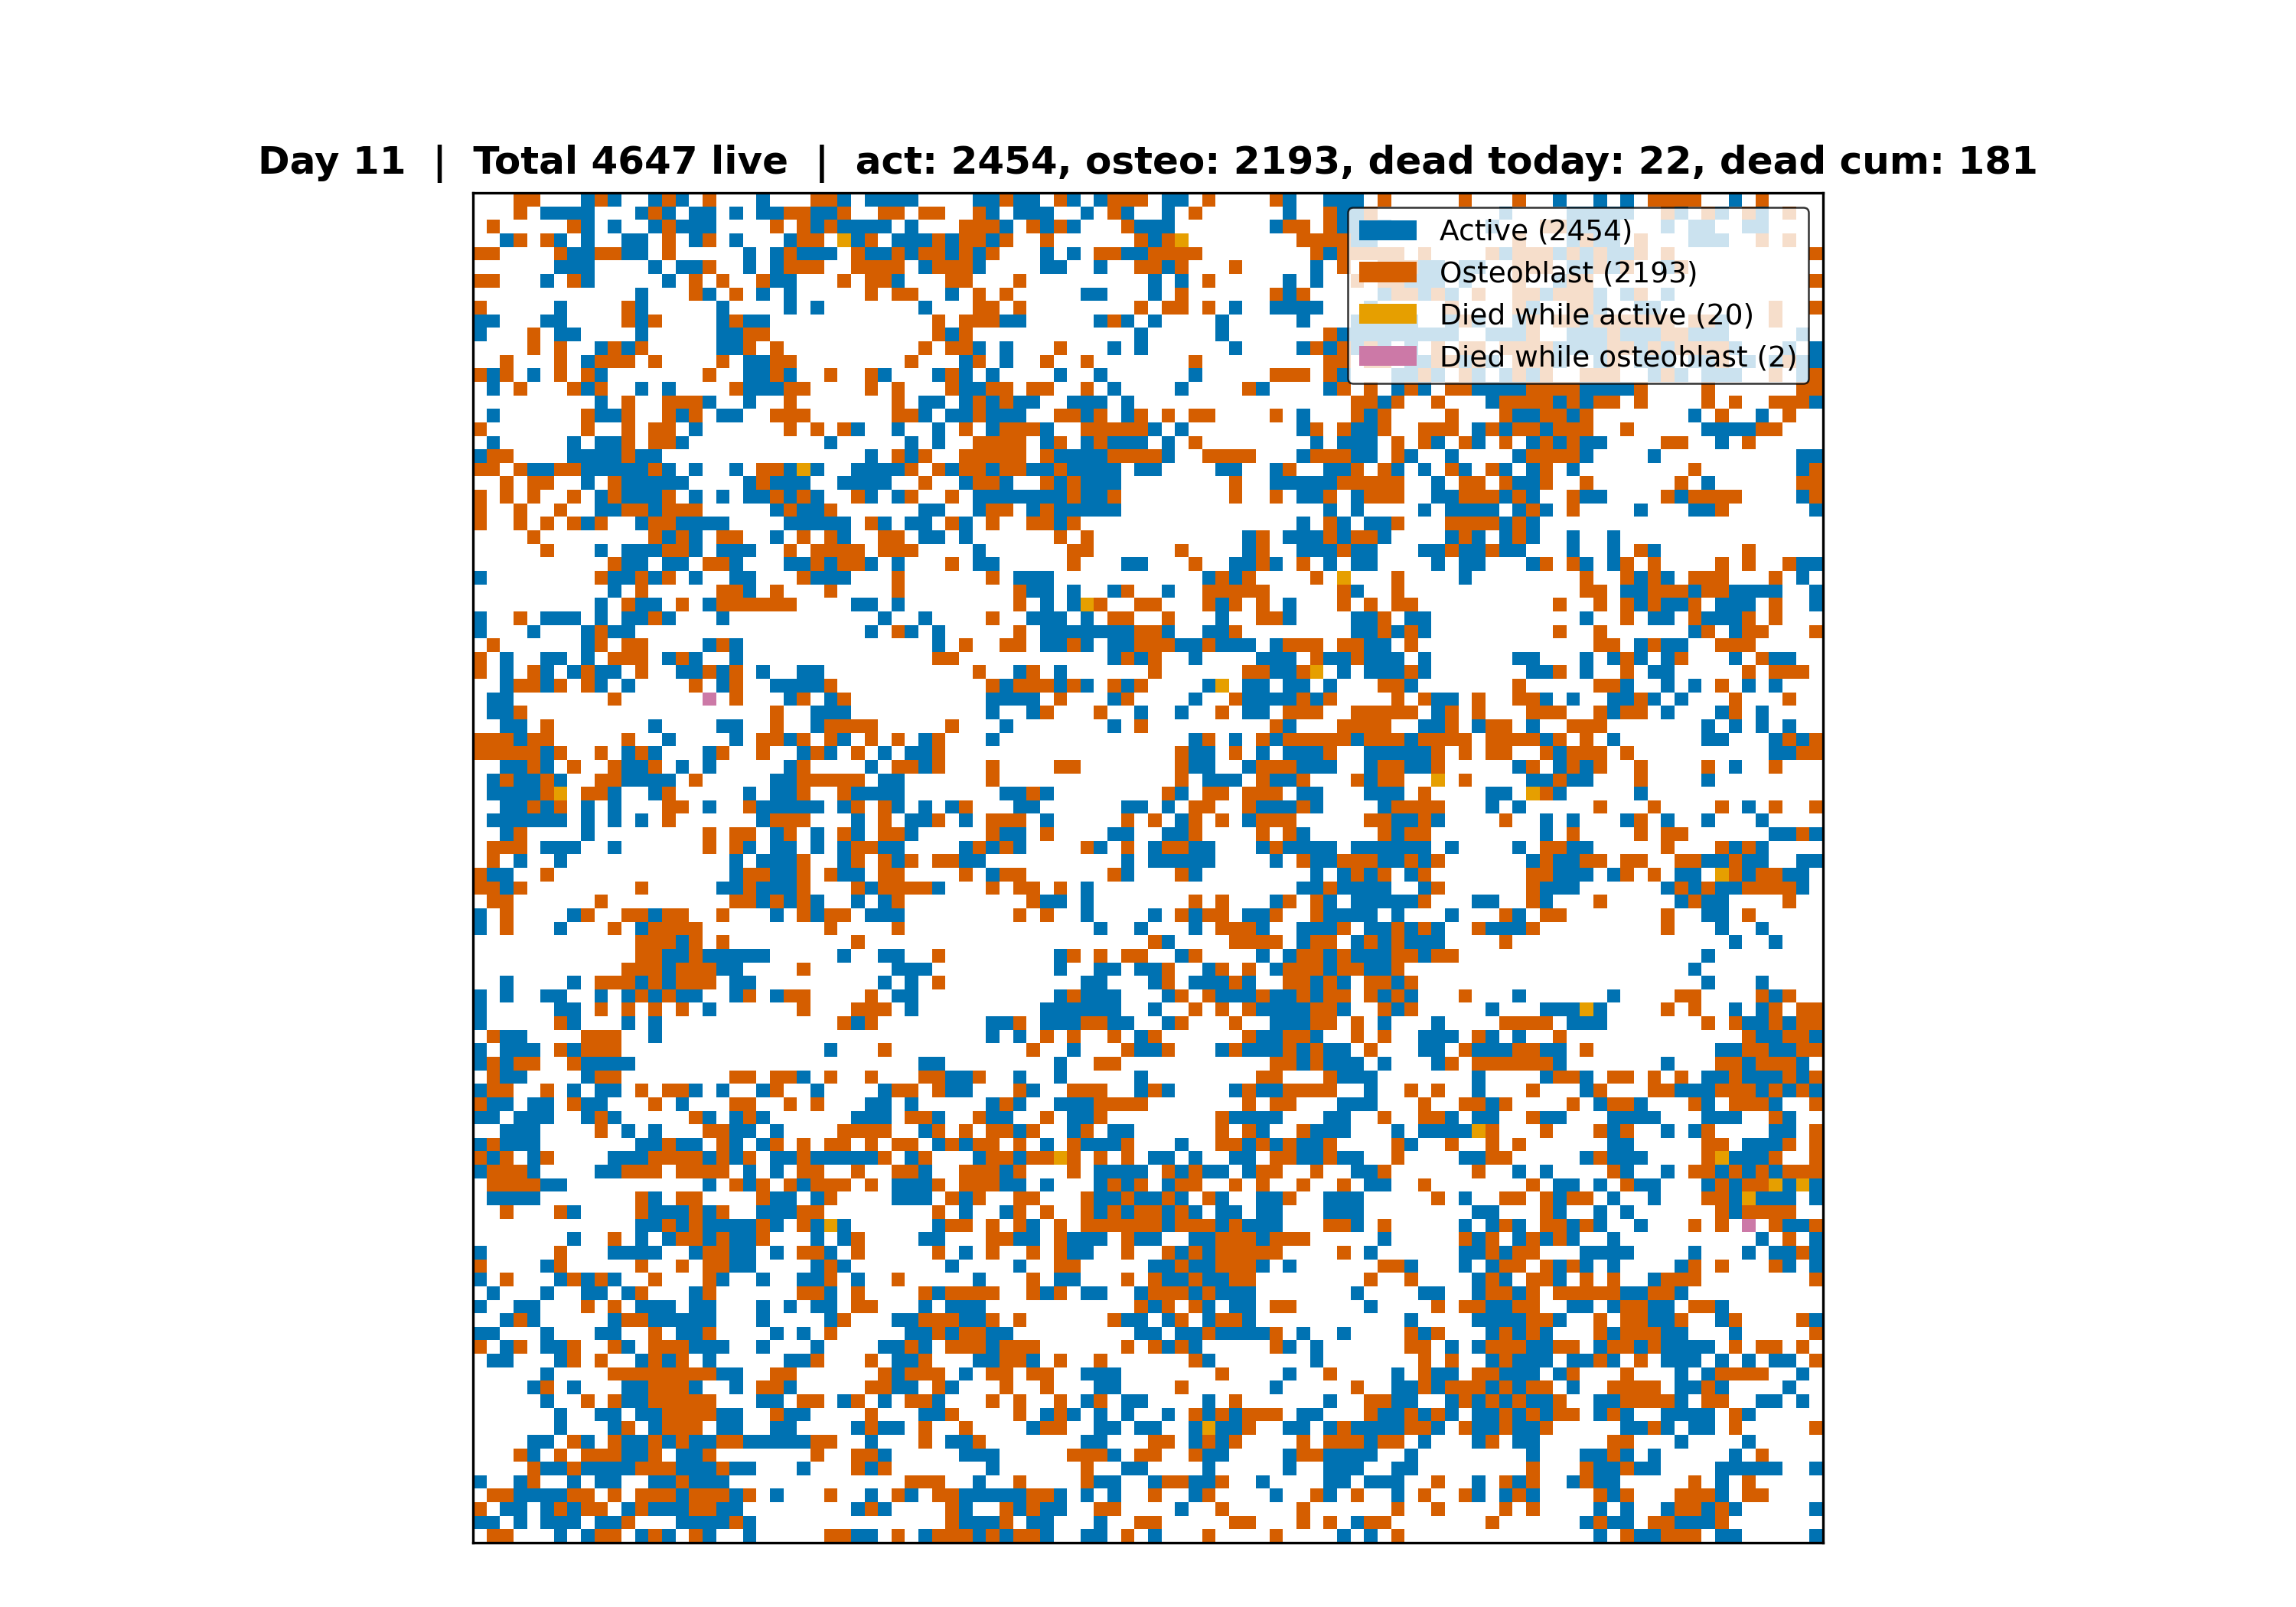 Day 11 | Total 4647 live | act: 2454, osteo: 2193, dead today: 22, dead cum: 181
Active (2454)
Osteoblast (2193)
Died while active (20)
Died while osteoblast (2)